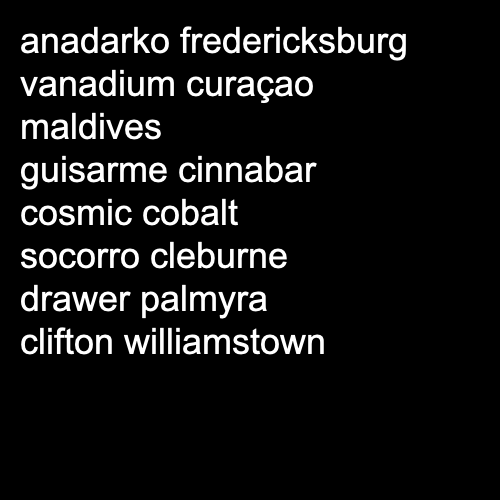 anadarko fredericksburg
vanadium curaçao
maldives
guisarme cinnabar
cosmic cobalt
socorro cleburne
drawer palmyra
clifton williamstown